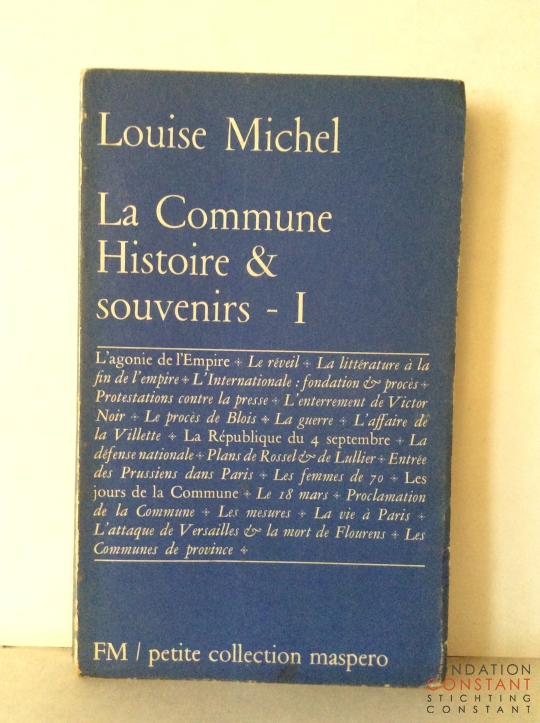 Louise Michel
La Commune
Histoire &
souvenirs - I
L'agonie de l'Empire + Le réveil + La littérature à la
fin de l'empire + L'Internationale : fondation & procès +
Protestations contre la presse + L'enterrement de Victor
Noir + Le procès de Blois + La guerre + L'affaire de
la Villette + La République du 4 septembre + La
défense nationale + Plans de Rossel & de Lullier + Entrée
des Prussiens dans Paris + Les femmes de 70 + Les
jours de la Commune + Le 18 mars + Proclamation
de la Commune + Les mesures + La vie à Paris +
L'attaque de Versailles & la mort de Flourens + Les
Communes de province +
FM / petite collection maspero
FONDATION
CONSTANT
STICHTING
CONSTANT